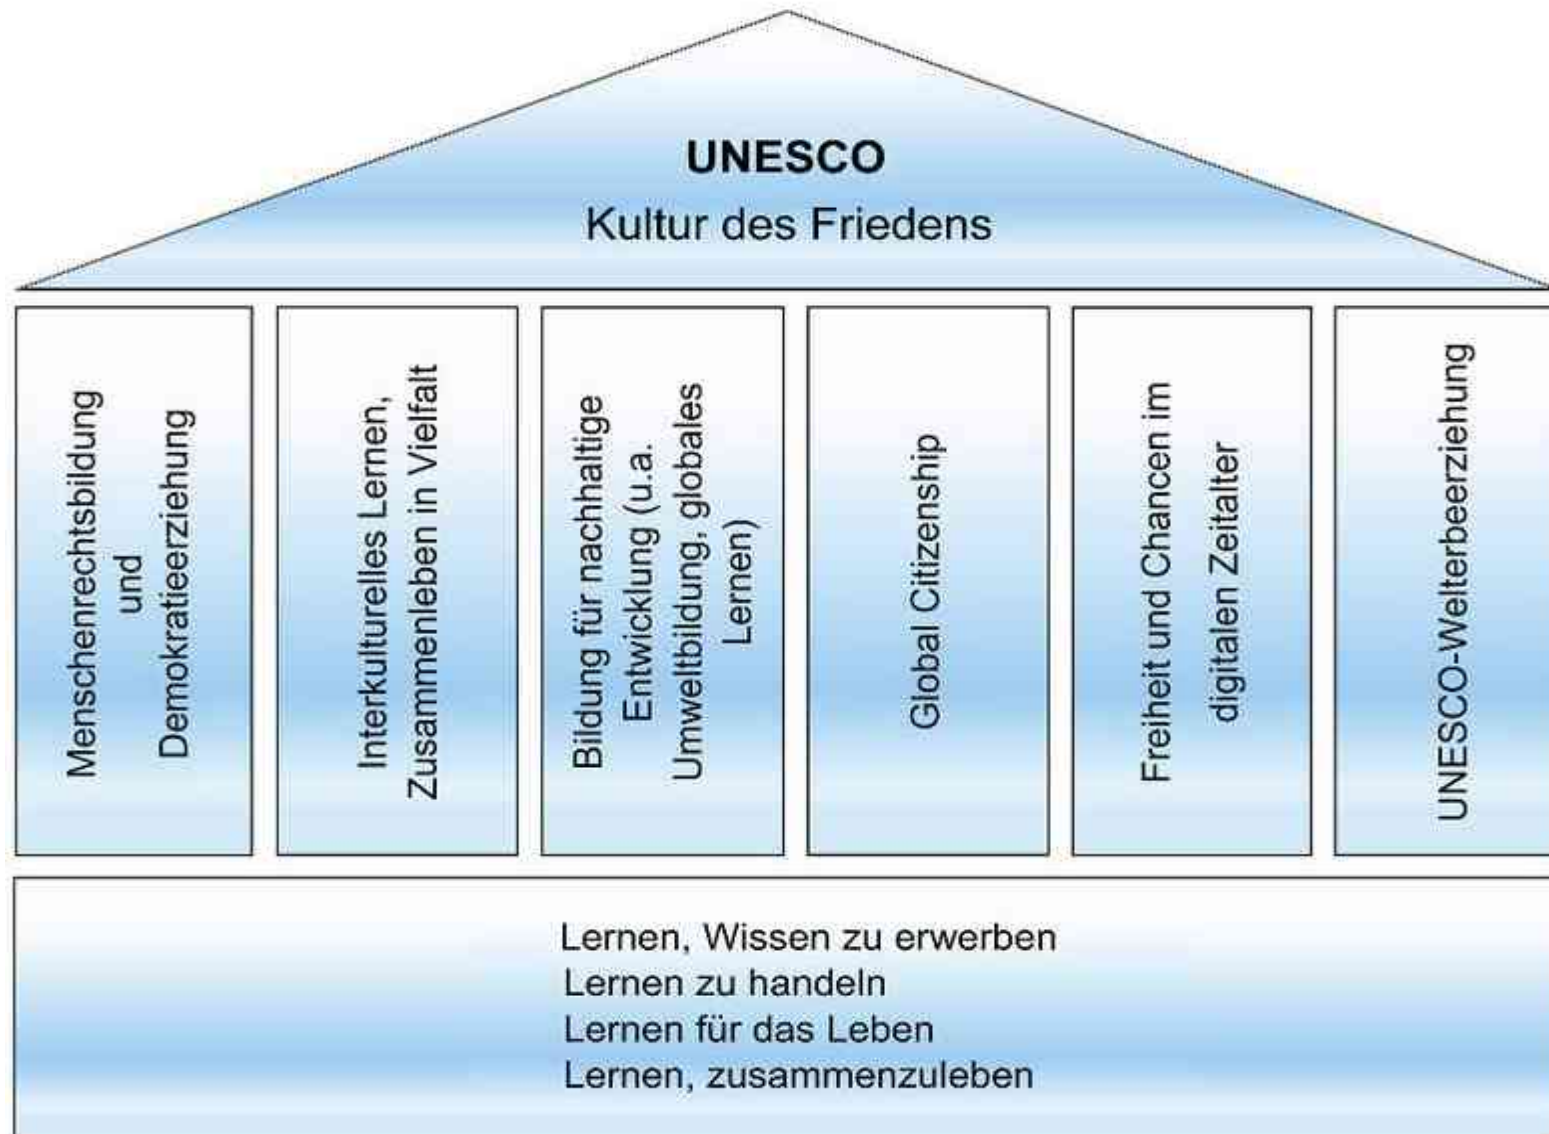 UNESCO
Kultur des Friedens
Menschenrechtsbildung
und
Demokratieerziehung
Interkulturelles Lernen,
Zusammenleben in Vielfalt
Bildung für nachhaltige
Entwicklung (u.a.
Umweltbildung, globales
Lernen)
Global Citizenship
Freiheit und Chancen im
digitalen Zeitalter
UNESCO-Welterbeerziehung
Lernen, Wissen zu erwerben
Lernen zu handeln
Lernen für das Leben
Lernen, zusammenzuleben